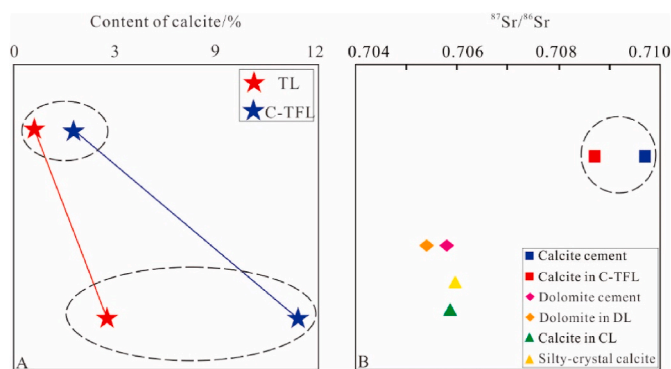 Content of calcite/%
0 3 9 12
TL
C-TFL
A
⁸⁷Sr/⁸⁶Sr
0.704 0.706 0.708 0.710
Calcite cement
Calcite in C-TFL
Dolomite cement
Dolomite in DL
Calcite in CL
Silty-crystal calcite
B